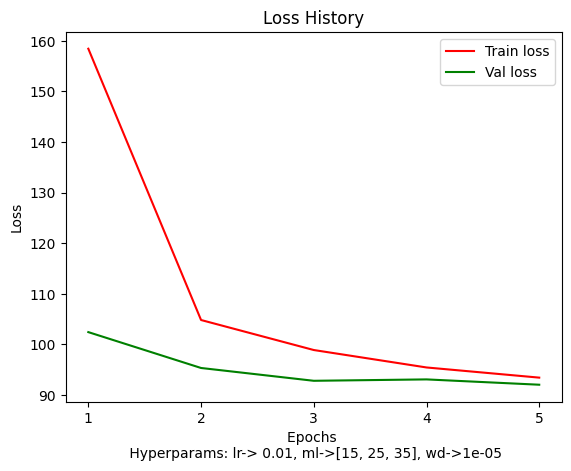 Loss History
160
150
140
130
120
110
100
90
Loss
Train loss
Val loss
1 2 3 4 5
Epochs
Hyperparams: lr-> 0.01, ml->[15, 25, 35], wd->1e-05